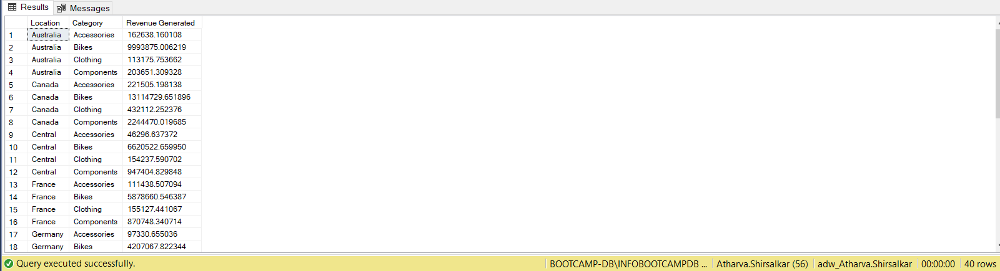 Results Messages
Location Category Revenue Generated
1 Australia Accessories 162638.160108
2 Australia Bikes 9993875.006219
3 Australia Clothing 113175.753662
4 Australia Components 203651.309328
5 Canada Accessories 221505.198138
6 Canada Bikes 13114729.651896
7 Canada Clothing 432112.252376
8 Canada Components 2244470.019685
9 Central Accessories 46296.637372
10 Central Bikes 6620522.659950
11 Central Clothing 154237.590702
12 Central Components 947404.829848
13 France Accessories 111438.507094
14 France Bikes 5878660.546387
15 France Clothing 155127.441067
16 France Components 870748.340714
17 Germany Accessories 97330.655036
18 Germany Bikes 4207067.822344
Query executed successfully. BOOTCAMP-DB\INFOBOOTCAMPDB ... Atharva.Shirsalkar (56) adw_Atharva.Shirsalkar 00:00:00 40 rows